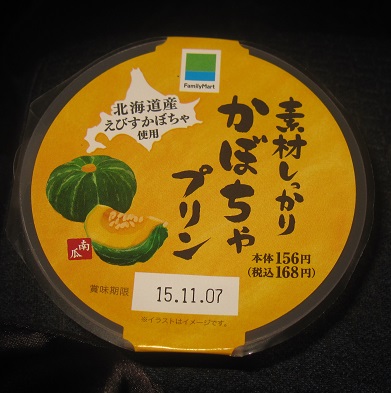 FamilyMart
北海道産
えびすかぼちゃ
使用
素材しっかり
かぼちゃ
プリン
南瓜
本体156円
(税込168円)
賞味期限 15.11.07
※イラストはイメージです。